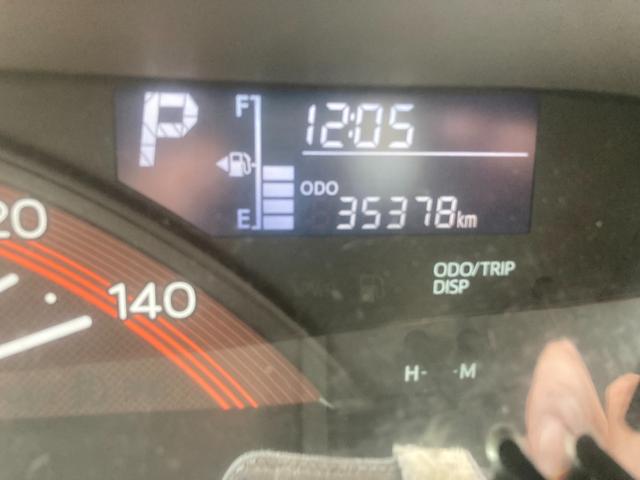 P
F
12:05
ODO
35378km
E
20
140
ODO/TRIP
DISP
H- -M